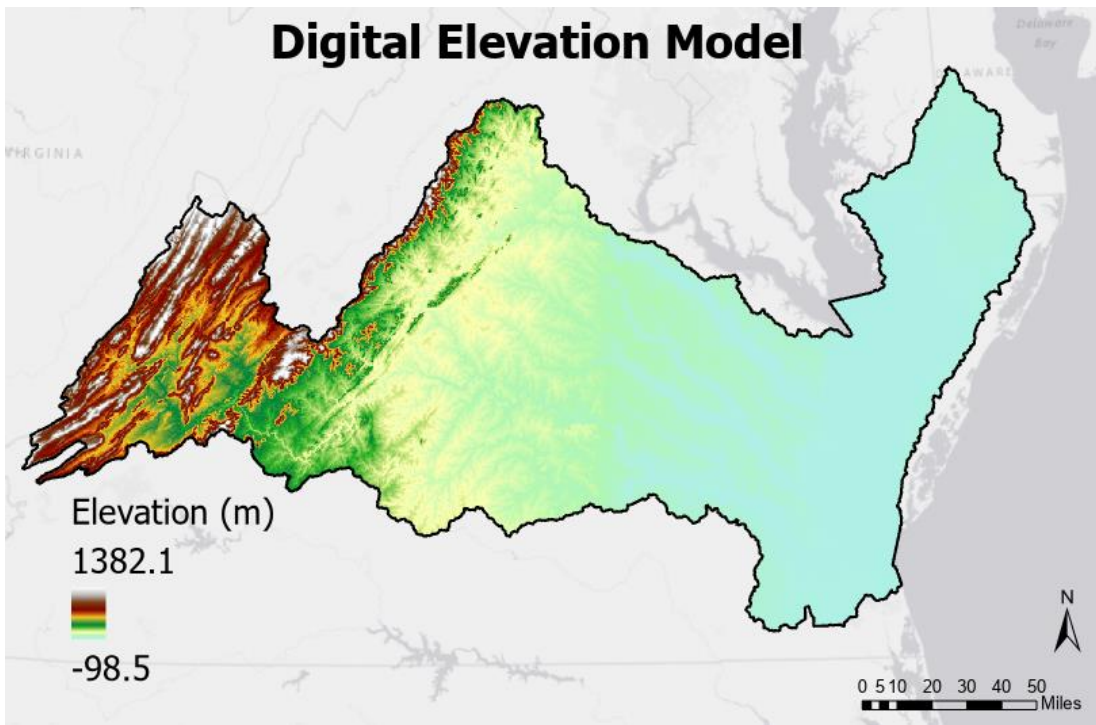 Digital Elevation Model
Delaware
Bay
DELAWARE
VIRGINIA
Elevation (m)
1382.1
-98.5
N
0 5 10 20 30 40 50
Miles